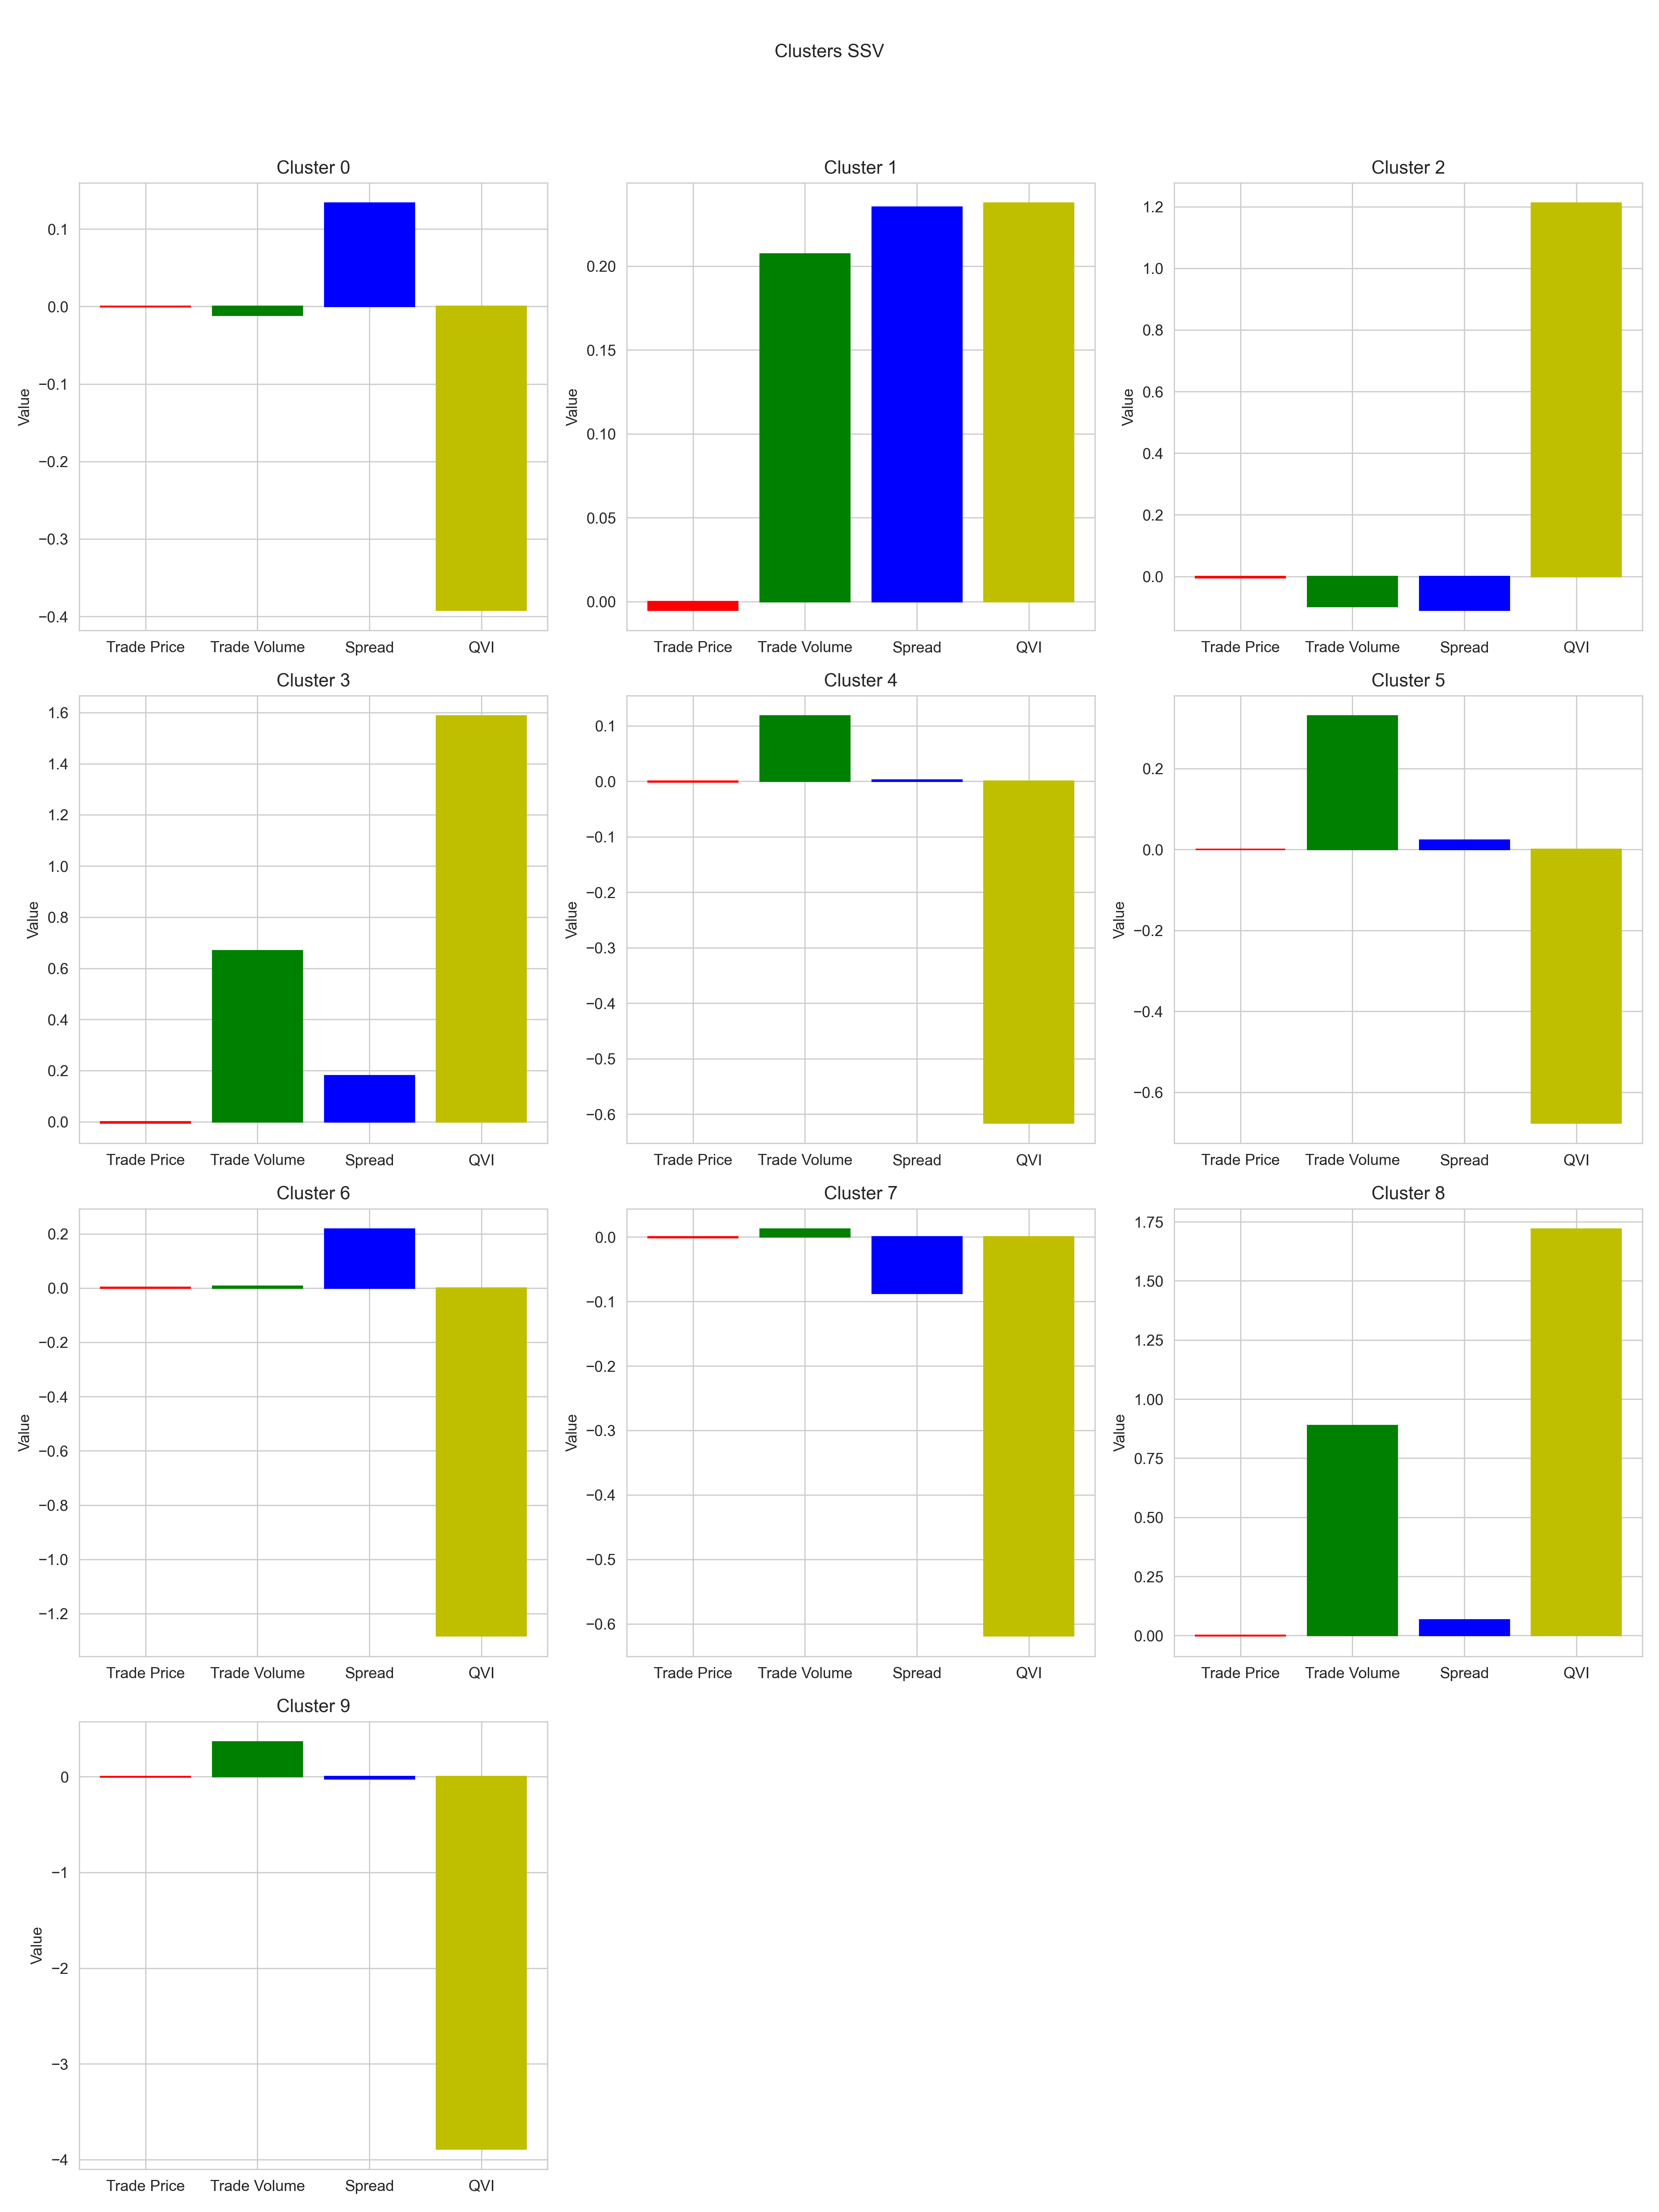 Clusters SSV
Cluster 0
Value
0.1
0.0
−0.1
−0.2
−0.3
−0.4
Trade Price Trade Volume Spread QVI
Cluster 1
Value
0.20
0.15
0.10
0.05
0.00
Trade Price Trade Volume Spread QVI
Cluster 2
Value
1.2
1.0
0.8
0.6
0.4
0.2
0.0
Trade Price Trade Volume Spread QVI
Cluster 3
Value
1.6
1.4
1.2
1.0
0.8
0.6
0.4
0.2
0.0
Trade Price Trade Volume Spread QVI
Cluster 4
Value
0.1
0.0
−0.1
−0.2
−0.3
−0.4
−0.5
−0.6
Trade Price Trade Volume Spread QVI
Cluster 5
Value
0.2
0.0
−0.2
−0.4
−0.6
Trade Price Trade Volume Spread QVI
Cluster 6
Value
0.2
0.0
−0.2
−0.4
−0.6
−0.8
−1.0
−1.2
Trade Price Trade Volume Spread QVI
Cluster 7
Value
0.0
−0.1
−0.2
−0.3
−0.4
−0.5
−0.6
Trade Price Trade Volume Spread QVI
Cluster 8
Value
1.75
1.50
1.25
1.00
0.75
0.50
0.25
0.00
Trade Price Trade Volume Spread QVI
Cluster 9
Value
0
−1
−2
−3
−4
Trade Price Trade Volume Spread QVI